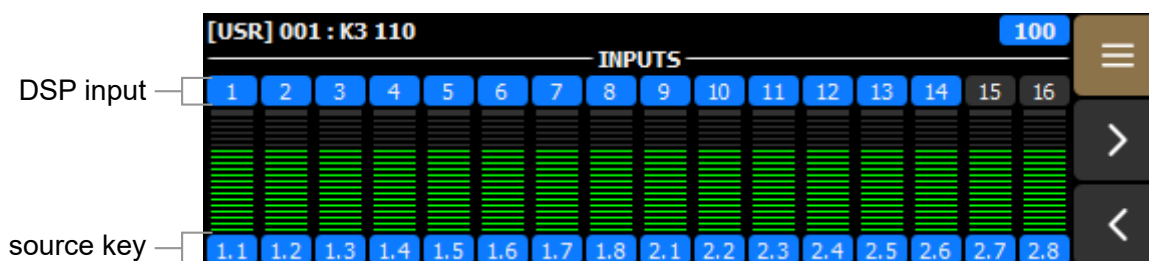 [USR] 001 : K3 110 100
INPUTS
DSP input 1 2 3 4 5 6 7 8 9 10 11 12 13 14 15 16
source key 1.1 1.2 1.3 1.4 1.5 1.6 1.7 1.8 2.1 2.2 2.3 2.4 2.5 2.6 2.7 2.8